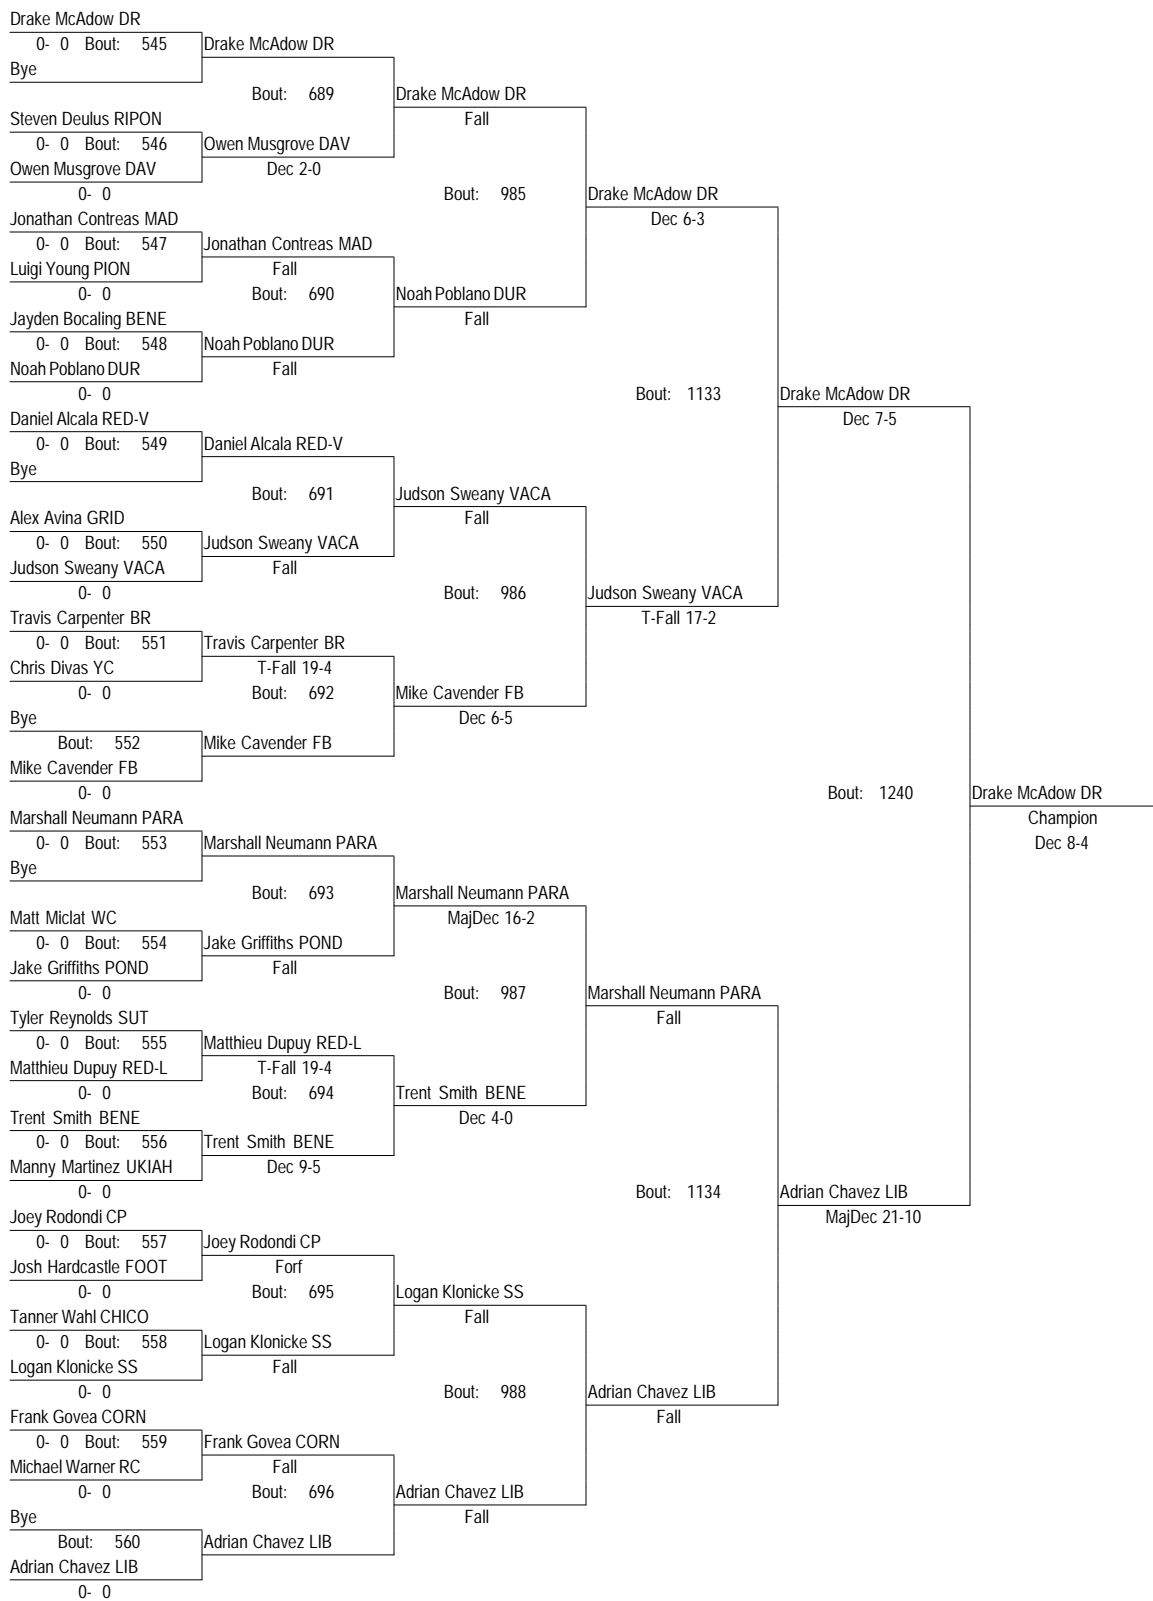 Drake McAdow DR
0- 0 Bout: 545 Drake McAdow DR
Bye
Bout: 689 Drake McAdow DR
Steven Deulus RIPON Fall
0- 0 Bout: 546 Owen Musgrove DAV
Owen Musgrove DAV Dec 2-0
0- 0 Bout: 985 Drake McAdow DR
Jonathan Contreas MAD Dec 6-3
0- 0 Bout: 547 Jonathan Contreas MAD
Luigi Young PION Fall
0- 0 Bout: 690 Noah Poblano DUR
Jayden Bocaling BENE Fall
0- 0 Bout: 548 Noah Poblano DUR
Noah Poblano DUR Fall
0- 0 Bout: 1133 Drake McAdow DR
Daniel Alcala RED-V Dec 7-5
0- 0 Bout: 549 Daniel Alcala RED-V
Bye
Bout: 691 Judson Sweany VACA
Alex Avina GRID Fall
0- 0 Bout: 550 Judson Sweany VACA
Judson Sweany VACA Fall
0- 0 Bout: 986 Judson Sweany VACA
Travis Carpenter BR T-Fall 17-2
0- 0 Bout: 551 Travis Carpenter BR
Chris Divas YC T-Fall 19-4
0- 0 Bout: 692 Mike Cavender FB
Bye Dec 6-5
Bout: 552 Mike Cavender FB
Mike Cavender FB
0- 0 Bout: 1240 Drake McAdow DR
Marshall Neumann PARA Champion
0- 0 Bout: 553 Marshall Neumann PARA Dec 8-4
Bye
Bout: 693 Marshall Neumann PARA
Matt Miclat WC MajDec 16-2
0- 0 Bout: 554 Jake Griffiths POND
Jake Griffiths POND Fall
0- 0 Bout: 987 Marshall Neumann PARA
Tyler Reynolds SUT Fall
0- 0 Bout: 555 Matthieu Dupuy RED-L
Matthieu Dupuy RED-L T-Fall 19-4
0- 0 Bout: 694 Trent Smith BENE
Trent Smith BENE Dec 4-0
0- 0 Bout: 556 Trent Smith BENE
Manny Martinez UKIAH Dec 9-5
0- 0 Bout: 1134 Adrian Chavez LIB
Joey Rodondi CP MajDec 21-10
0- 0 Bout: 557 Joey Rodondi CP
Josh Hardcastle FOOT Forf
0- 0 Bout: 695 Logan Klonicke SS
Tanner Wahl CHICO Fall
0- 0 Bout: 558 Logan Klonicke SS
Logan Klonicke SS Fall
0- 0 Bout: 988 Adrian Chavez LIB
Frank Govea CORN Fall
0- 0 Bout: 559 Frank Govea CORN
Michael Warner RC Fall
0- 0 Bout: 696 Adrian Chavez LIB
Bye Fall
Bout: 560 Adrian Chavez LIB
Adrian Chavez LIB
0- 0